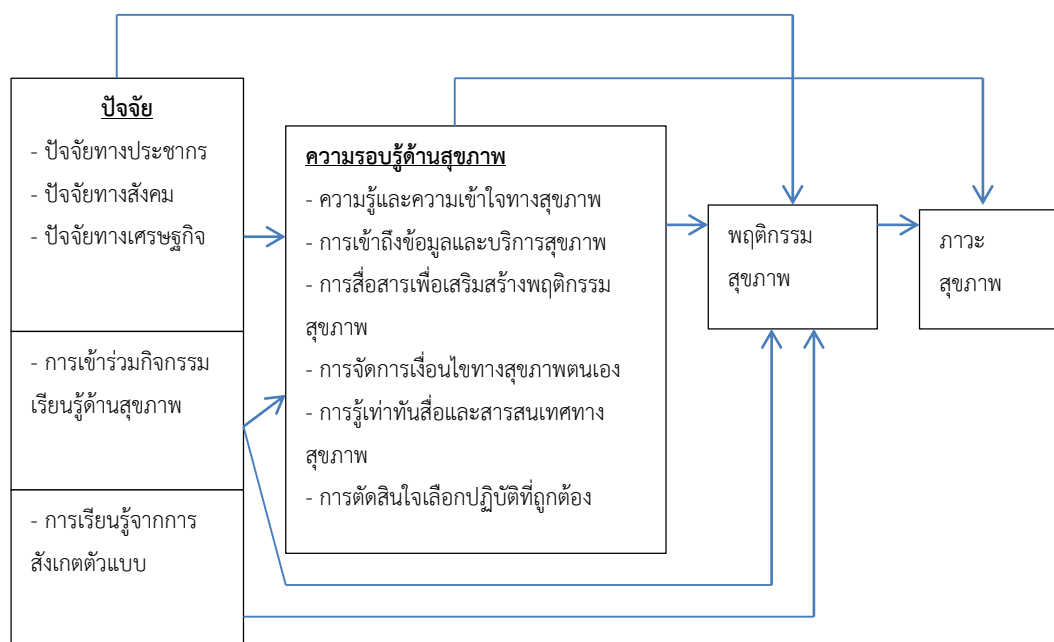 ปัจจัย
- ปัจจัยทางประชากร
- ปัจจัยทางสังคม
- ปัจจัยทางเศรษฐกิจ
- การเข้าร่วมกิจกรรม
เรียนรู้ด้านสุขภาพ
- การเรียนรู้จากการ
สังเกตตัวแบบ
ความรอบรู้ด้านสุขภาพ
- ความรู้และความเข้าใจทางสุขภาพ
- การเข้าถึงข้อมูลและบริการสุขภาพ
- การสื่อสารเพื่อเสริมสร้างพฤติกรรม
สุขภาพ
- การจัดการเงื่อนไขทางสุขภาพตนเอง
- การรู้เท่าทันสื่อและสารสนเทศทาง
สุขภาพ
- การตัดสินใจเลือกปฏิบัติที่ถูกต้อง
พฤติกรรม
สุขภาพ
ภาวะ
สุขภาพ